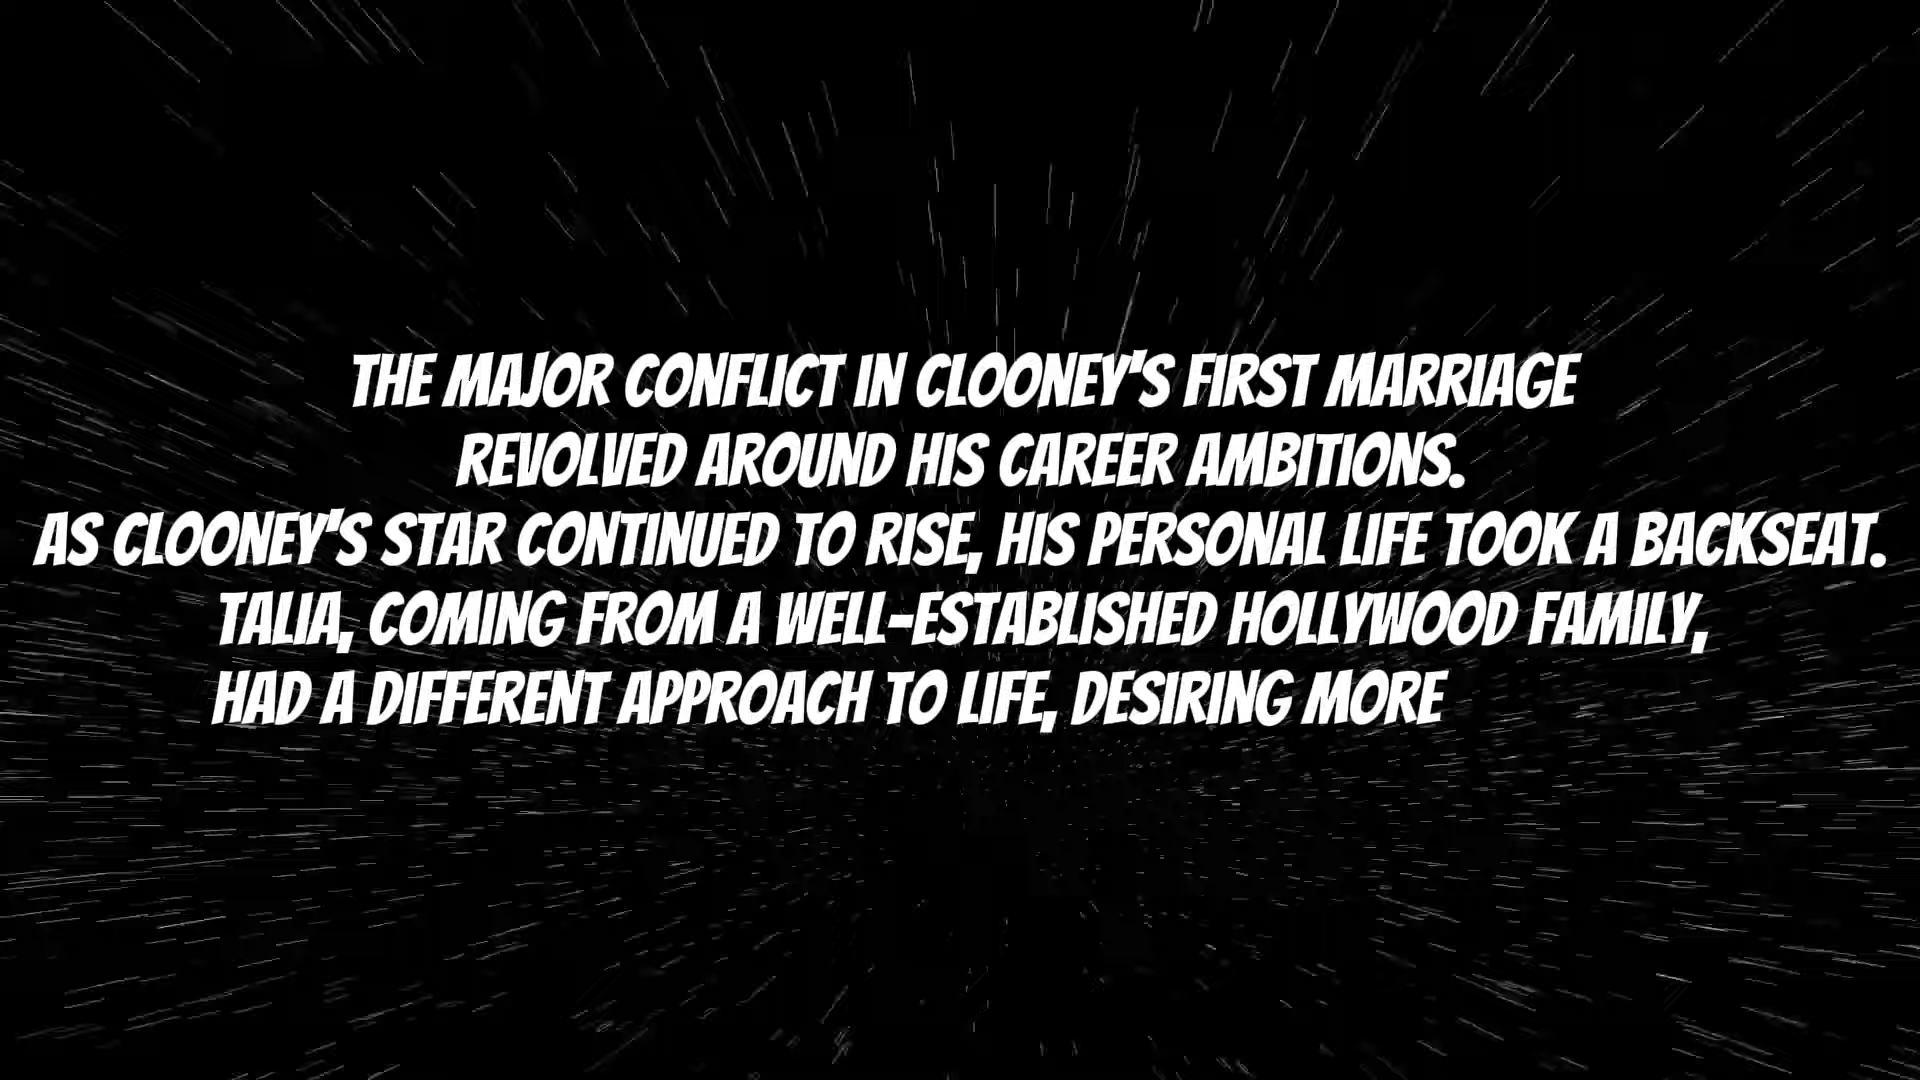 THE MAJOR CONFLICT IN CLOONEY'S FIRST MARRIAGE
REVOLVED AROUND HIS CAREER AMBITIONS.
AS CLOONEY'S STAR CONTINUED TO RISE, HIS PERSONAL LIFE TOOK A BACKSEAT.
TALIA, COMING FROM A WELL-ESTABLISHED HOLLYWOOD FAMILY,
HAD A DIFFERENT APPROACH TO LIFE, DESIRING MORE